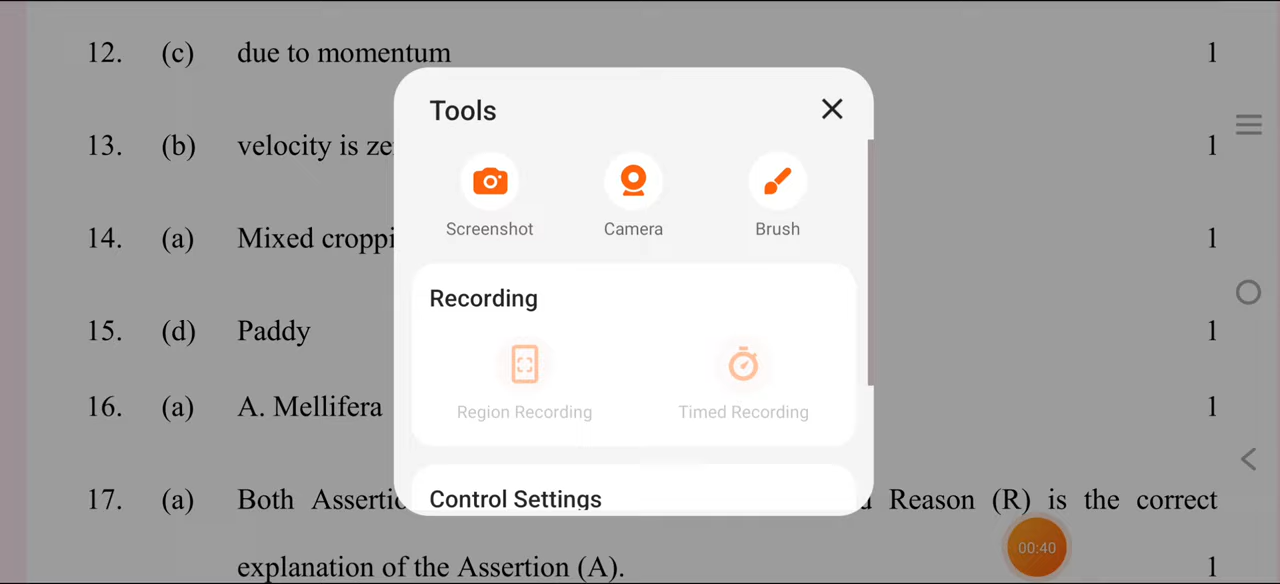 12. (c) due to momentum 1
13. (b) velocity is ze 1
14. (a) Mixed croppi 1
15. (d) Paddy 1
16. (a) A. Mellifera 1
17. (a) Both Assertio Reason (R) is the correct
explanation of the Assertion (A). 1
Tools
Screenshot Camera Brush
Recording
Region Recording Timed Recording
Control Settings
00:40